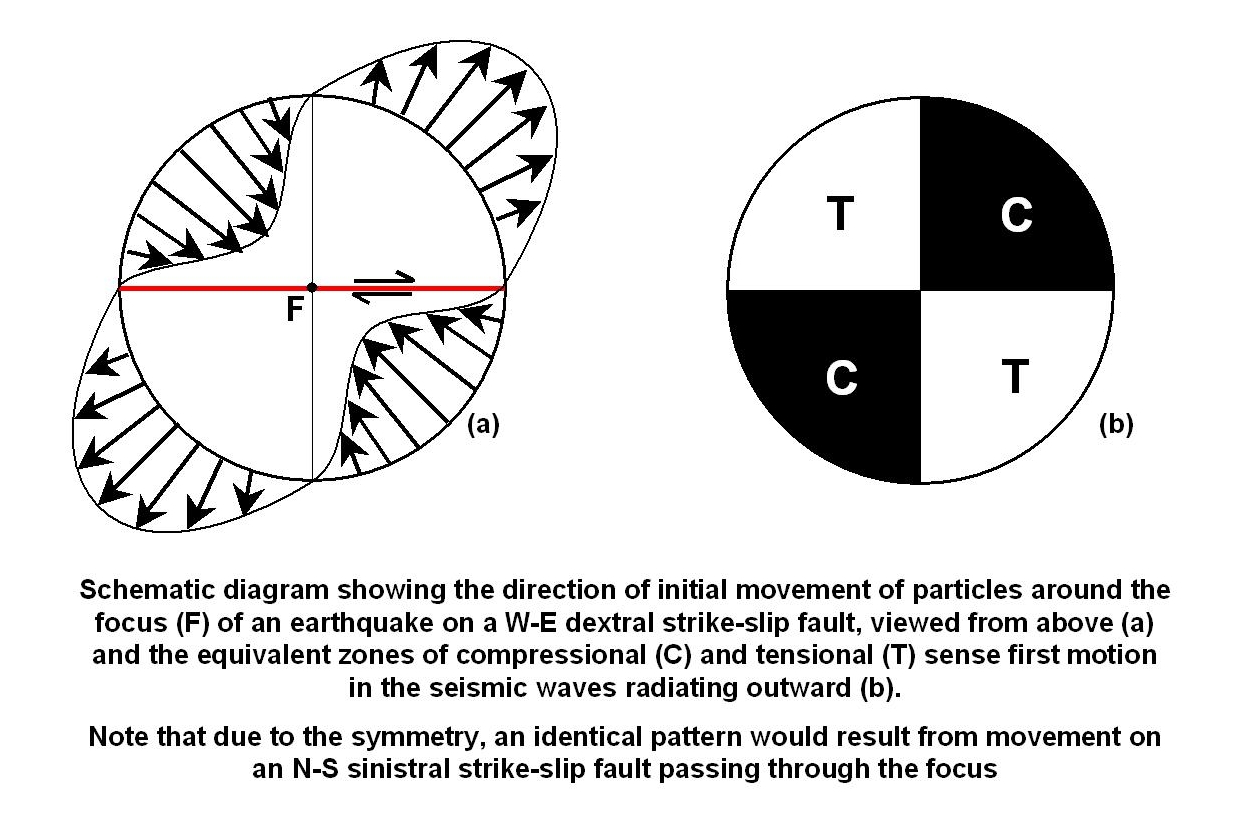 F
(a)
T
C
C
T
(b)
Schematic diagram showing the direction of initial movement of particles around the
focus (F) of an earthquake on a W-E dextral strike-slip fault, viewed from above (a)
and the equivalent zones of compressional (C) and tensional (T) sense first motion
in the seismic waves radiating outward (b).
Note that due to the symmetry, an identical pattern would result from movement on
an N-S sinistral strike-slip fault passing through the focus